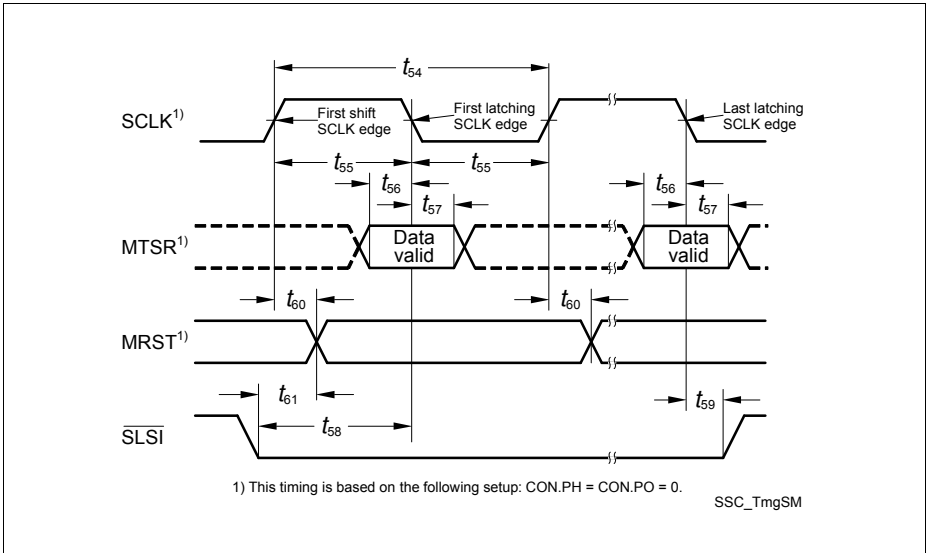 t54
SCLK1)
First shift
SCLK edge
First latching
SCLK edge
Last latching
SCLK edge
t55
t55
t56
t57
t56
t57
MTSR1)
Data
valid
Data
valid
t60
t60
MRST1)
t61
t59
t58
SLSI
1) This timing is based on the following setup: CON.PH = CON.PO = 0.
SSC_TmgSM